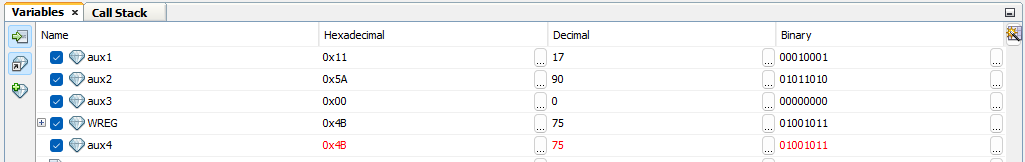 Variables × Call Stack
Name Hexadecimal Decimal Binary
aux1 0x11 ... 17 ... 00010001 ...
aux2 0x5A ... 90 ... 01011010 ...
aux3 0x00 ... 0 ... 00000000 ...
WREG 0x4B ... 75 ... 01001011 ...
aux4 0x4B ... 75 ... 01001011 ...